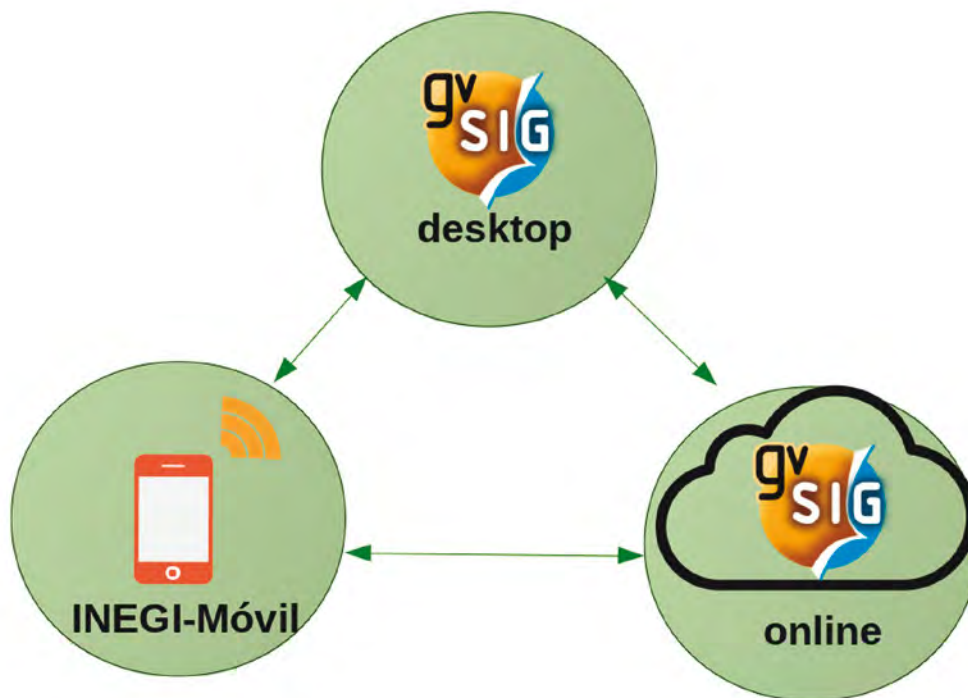 gv
SIG
desktop
INEGI-Móvil
gv
SIG
online